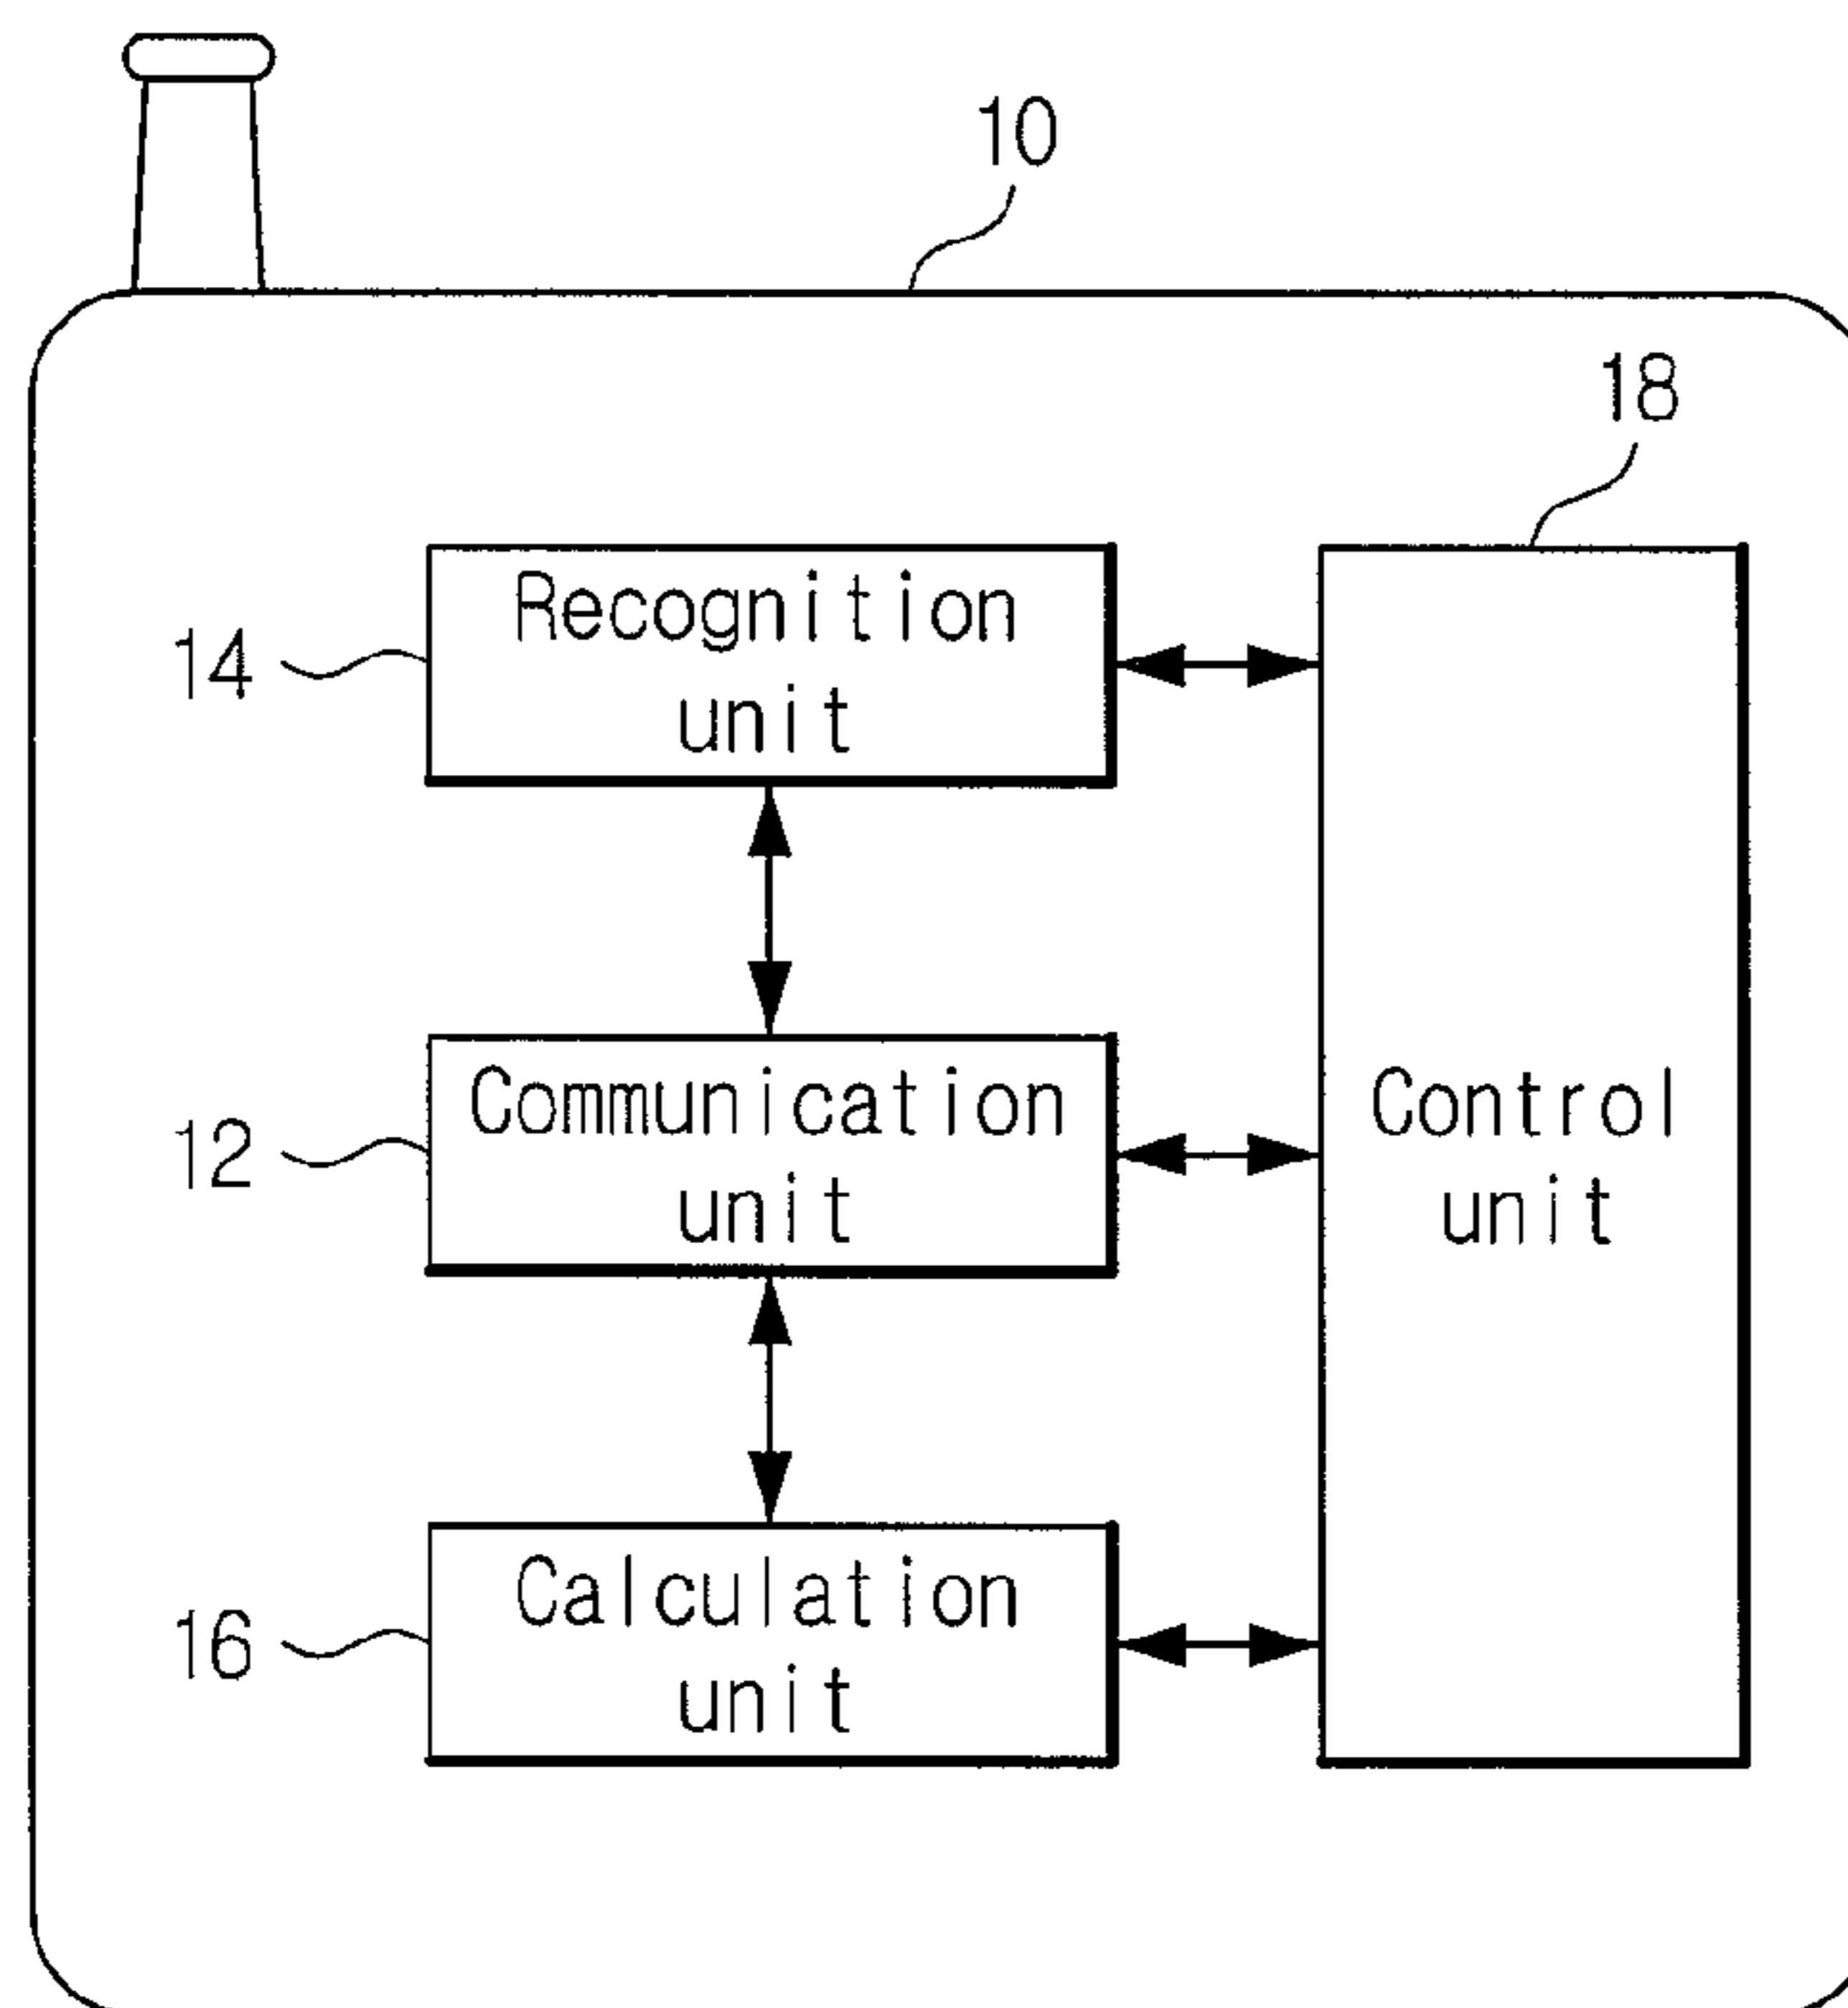 10
18
14
Recognition
unit
12
Communication
unit
Control
unit
16
Calculation
unit